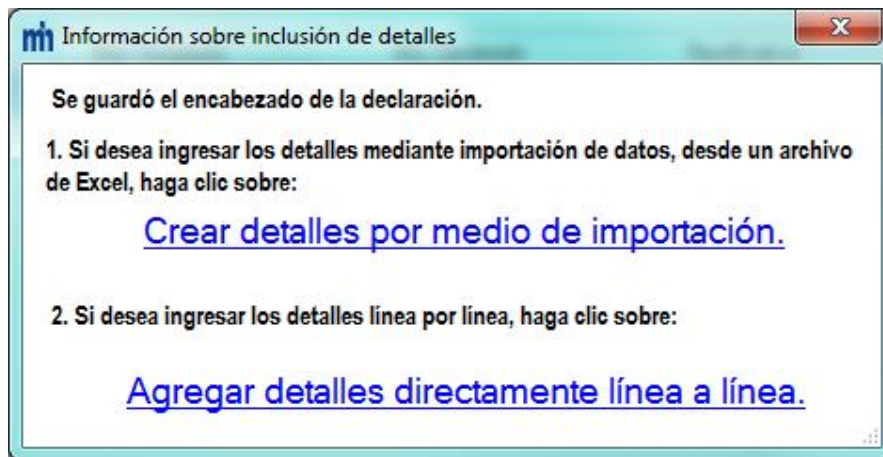 Información sobre inclusión de detalles
Se guardó el encabezado de la declaración.
1. Si desea ingresar los detalles mediante importación de datos, desde un archivo
de Excel, haga clic sobre:
Crear detalles por medio de importación.
2. Si desea ingresar los detalles línea por línea, haga clic sobre:
Agregar detalles directamente línea a línea.